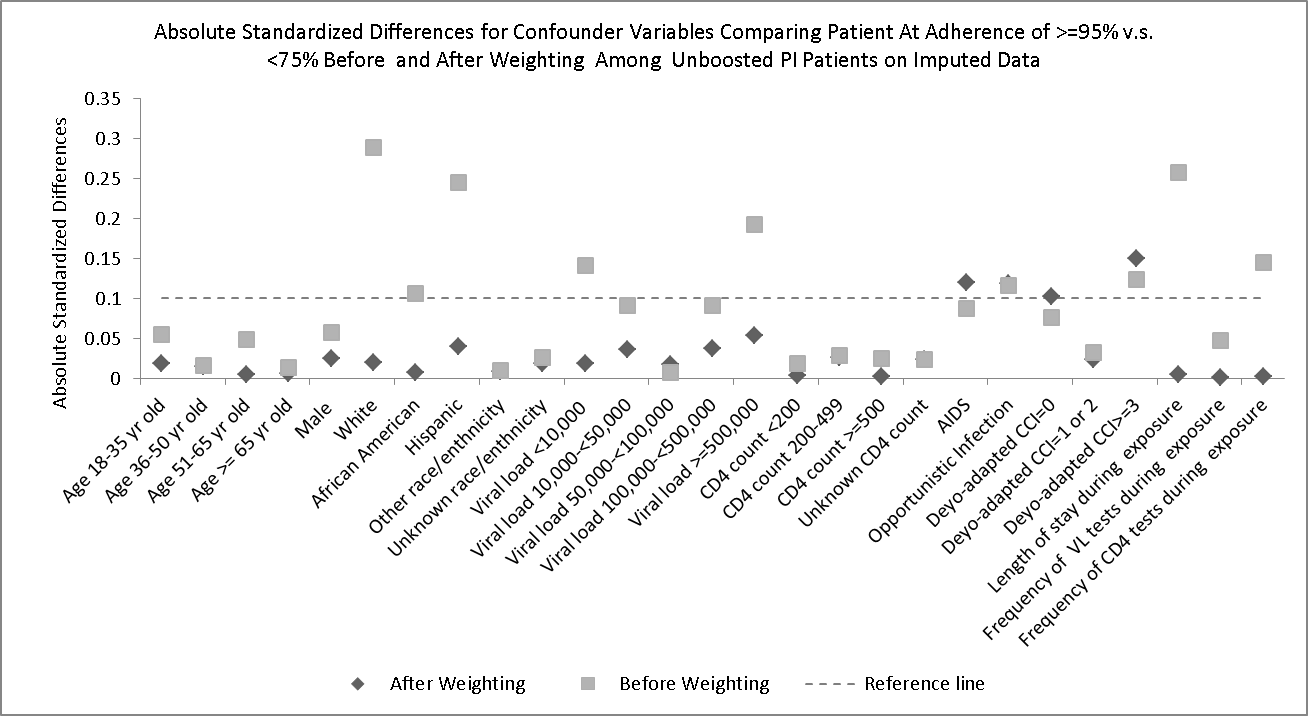 Absolute Standardized Differences for Confounder Variables Comparing Patient At Adherence of >=95% v.s.
<75% Before and After Weighting Among Unboosted PI Patients on Imputed Data
Absolute Standardized Differences
0.35
0.3
0.25
0.2
0.15
0.1
0.05
0
Age 18-35 yr old
Age 36-50 yr old
Age 51-65 yr old
Age >= 65 yr old
Male
White
African American
Hispanic
Other race/enthnicity
Unknown race/ethnicity
Viral load <10,000
Viral load 10,000-<50,000
Viral load 50,000-<100,000
Viral load 100,000-<500,000
Viral load >=500,000
CD4 count <200
CD4 count 200-499
CD4 count >=500
Unknown CD4 count
AIDS
Opportunistic Infection
Deyo-adapted CCI=0
Deyo-adapted CCI=1 or 2
Deyo-adapted CCI>=3
Length of stay during exposure
Frequency of VL tests during exposure
Frequency of CD4 tests during exposure
After Weighting
Before Weighting
Reference line